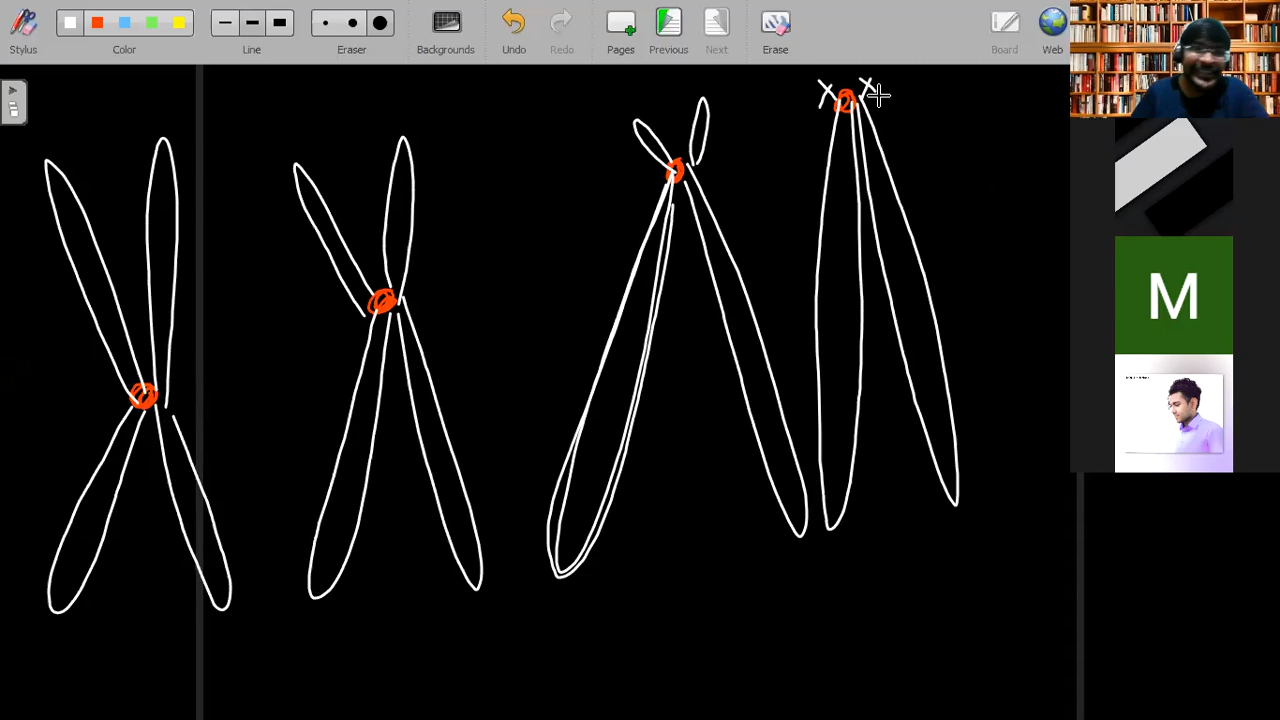 Stylus
Color
Line
Eraser
Backgrounds
Undo
Redo
Pages
Previous
Next
Erase
Board
Web
X X
M